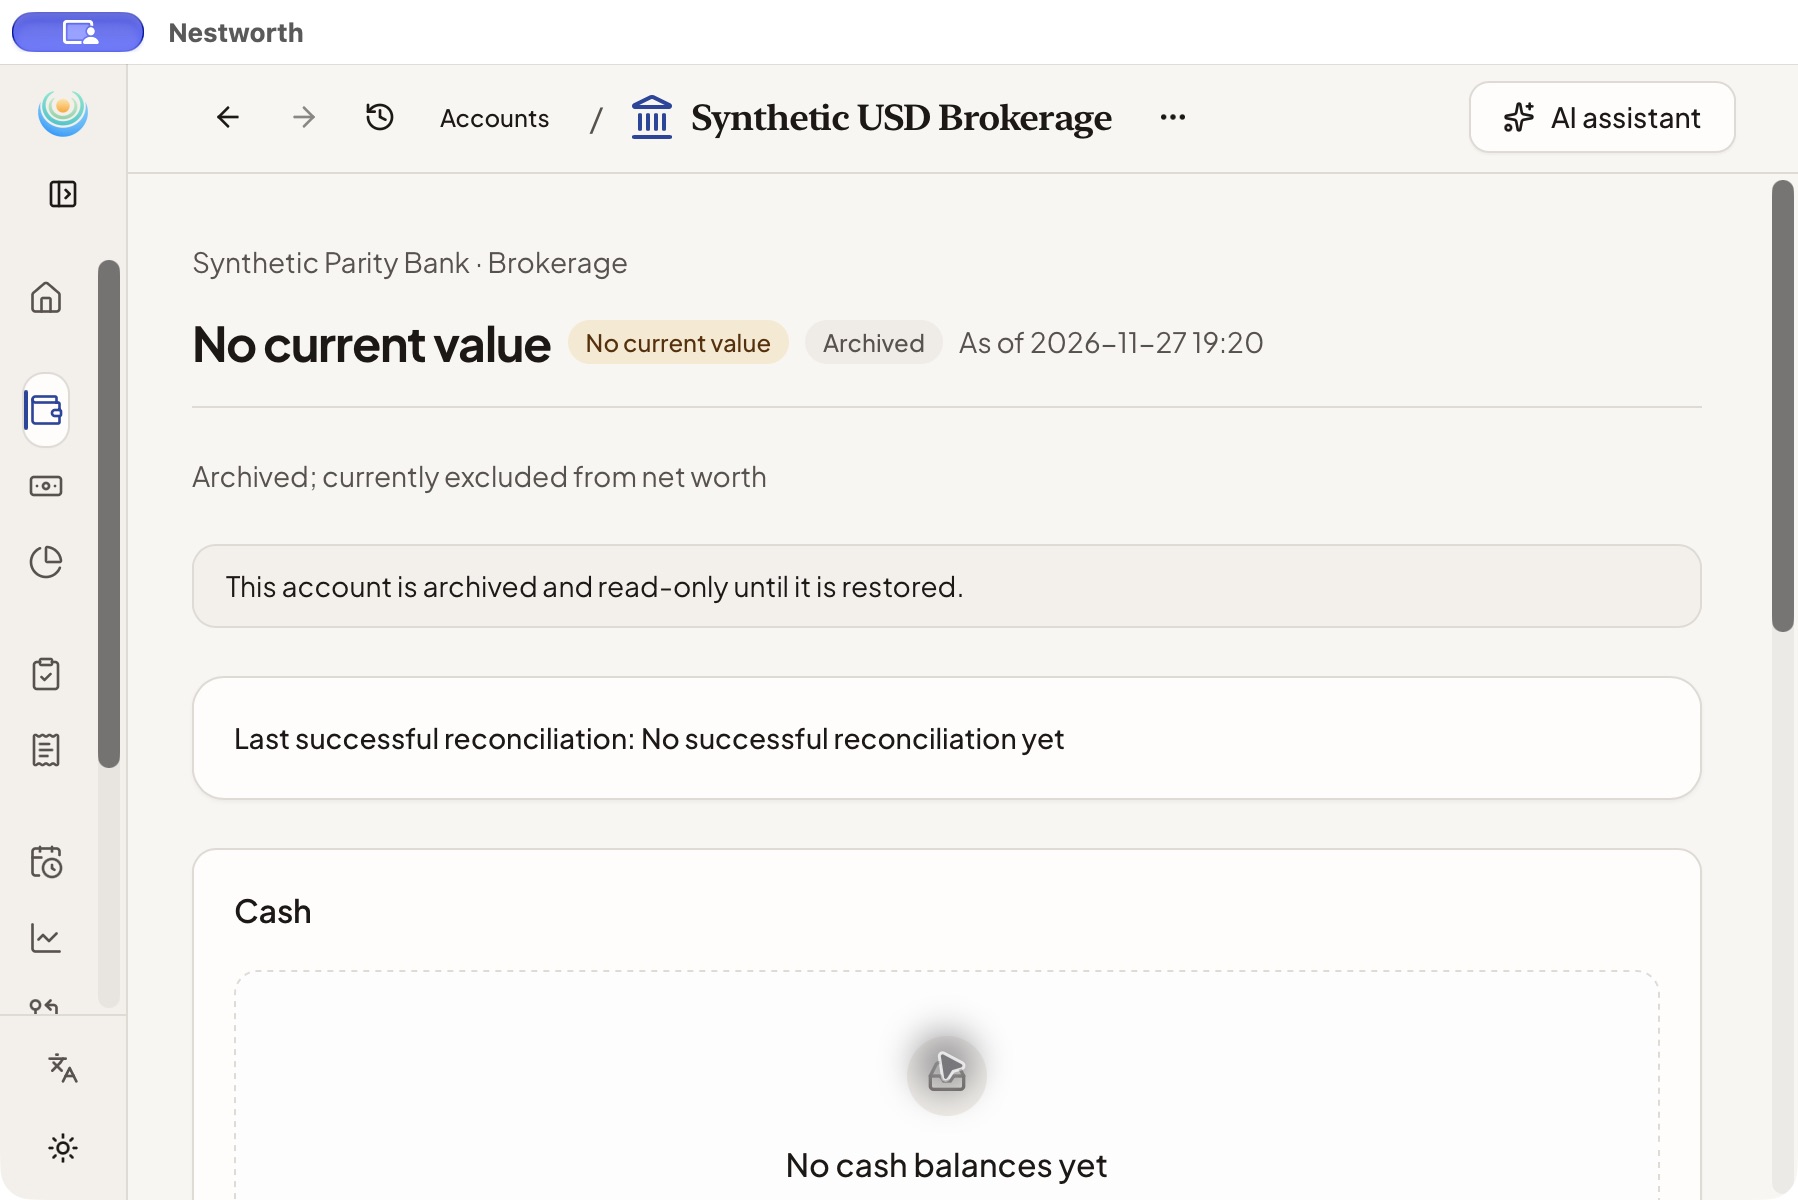 Nestworth
Accounts / Synthetic USD Brokerage
AI assistant
Synthetic Parity Bank · Brokerage
No current value No current value Archived As of 2026-11-27 19:20
Archived; currently excluded from net worth
This account is archived and read-only until it is restored.
Last successful reconciliation: No successful reconciliation yet
Cash
No cash balances yet